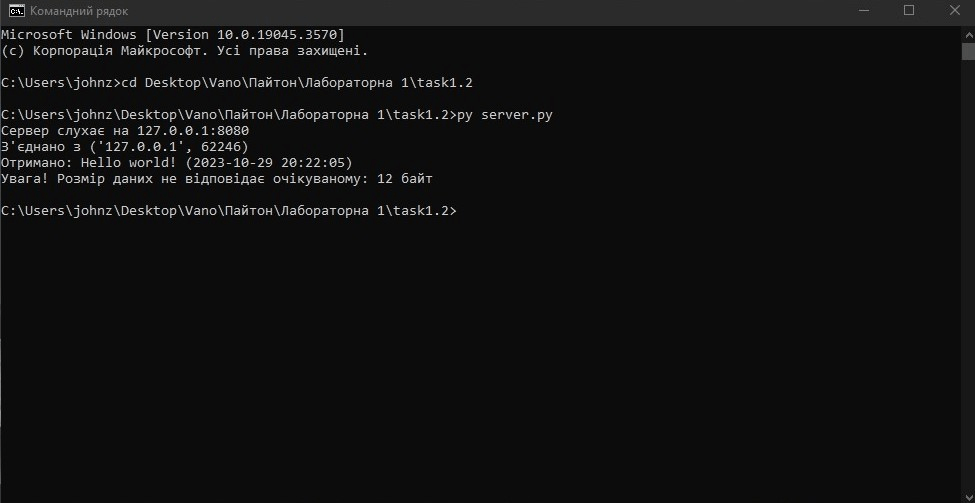 Командний рядок
Microsoft Windows [Version 10.0.19045.3570]
(c) Корпорація Майкрософт. Усі права захищені.
C:\Users\johnz>cd Desktop\Vano\Пайтон\Лабораторна 1\task1.2
C:\Users\johnz\Desktop\Vano\Пайтон\Лабораторна 1\task1.2>py server.py
Сервер слухає на 127.0.0.1:8080
З'єднано з ('127.0.0.1', 62246)
Отримано: Hello world! (2023-10-29 20:22:05)
Увага! Розмір даних не відповідає очікуваному: 12 байт
C:\Users\johnz\Desktop\Vano\Пайтон\Лабораторна 1\task1.2>